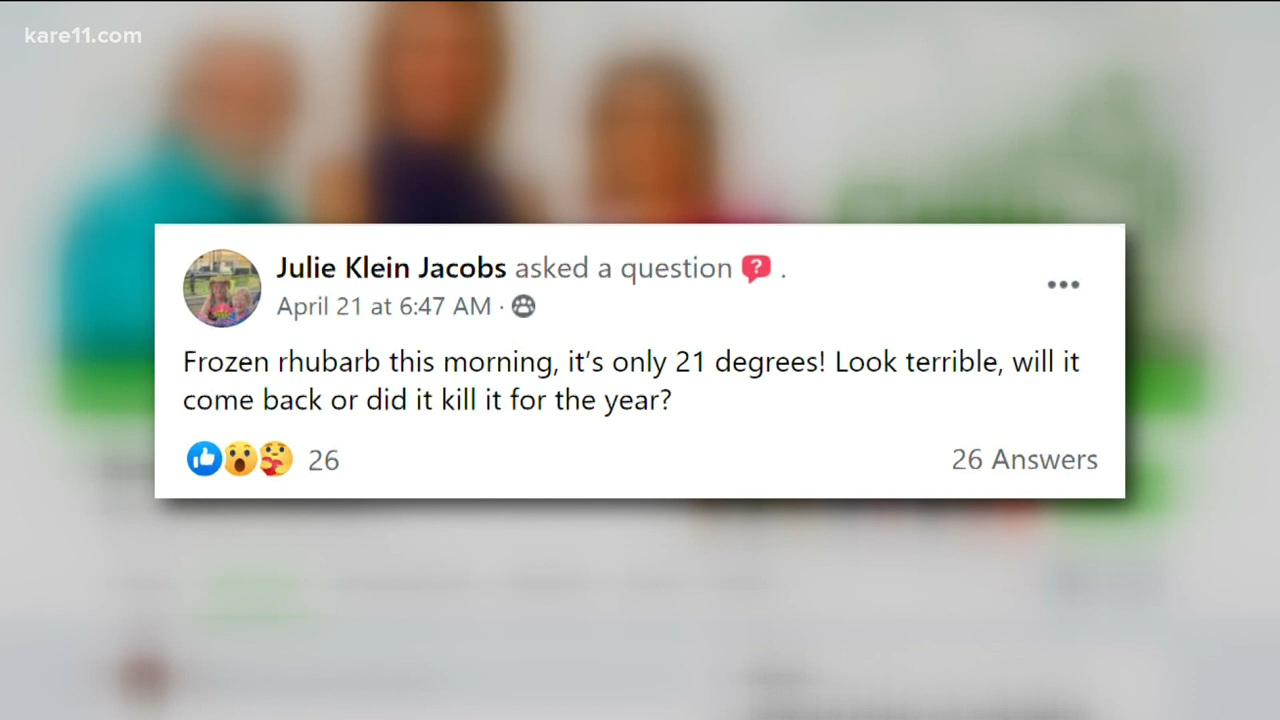 kare11.com
Julie Klein Jacobs asked a question .
April 21 at 6:47 AM ·
Frozen rhubarb this morning, it’s only 21 degrees! Look terrible, will it
come back or did it kill it for the year?
26
26 Answers